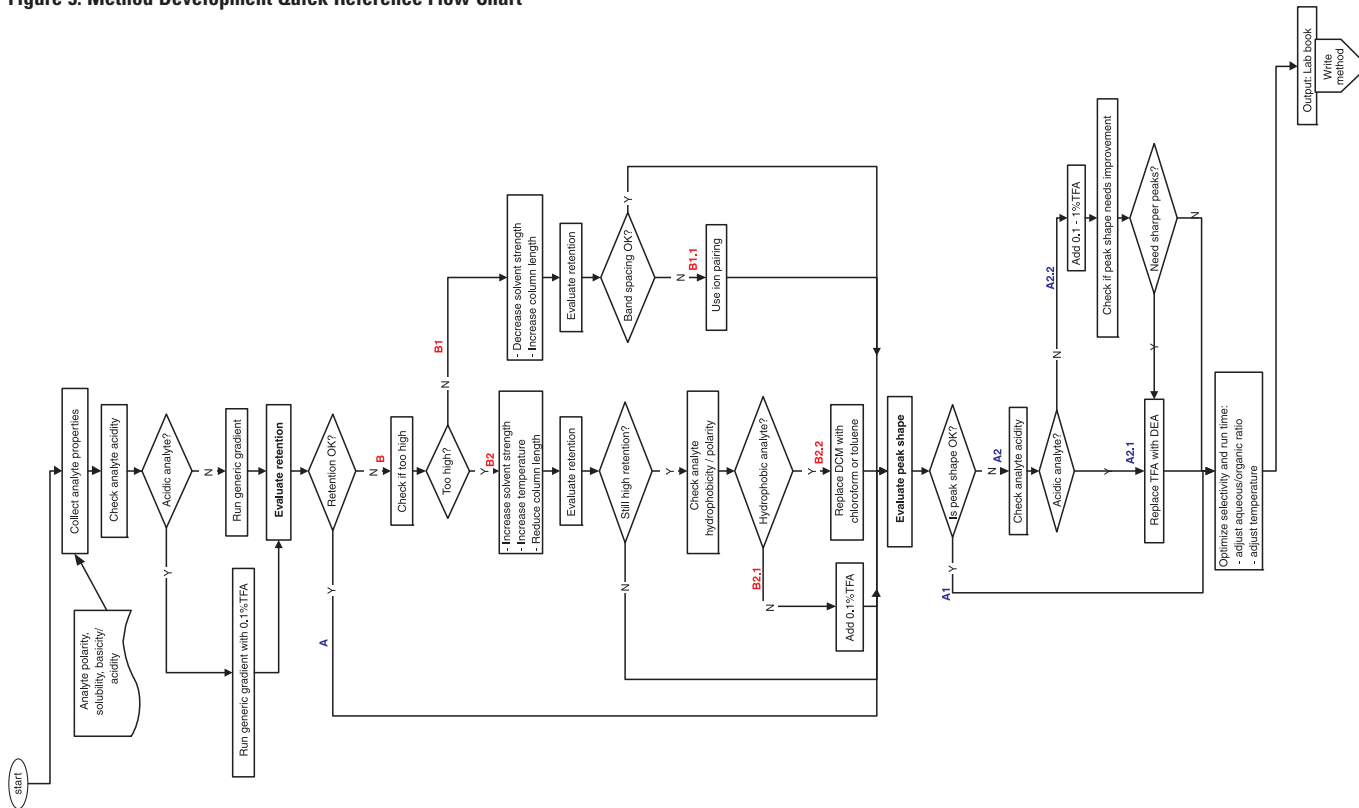 Figure 3. Method Development Quick Reference Flow Chart
start
Analyte polarity,
solubility, basicity/
acidity
Collect analyte properties
Check analyte acidity
Acidic analyte?
Y
N
Run generic gradient with 0.1%TFA
Run generic gradient
Evaluate retention
Retention OK?
Y
A
N
B
Check if too high
Too high?
N
B1
Y
B2
- Decrease solvent strength
- Increase column length
Evaluate retention
Band spacing OK?
Y
N
B1.1
Use ion pairing
- Increase solvent strength
- Increase temperature
- Reduce column length
Evaluate retention
Still high retention?
N
Y
Check analyte
hydrophobicity / polarity
Hydrophobic analyte?
B2.1
N
Add 0.1%TFA
Y
B2.2
Replace DCM with
chloroform or toluene
Evaluate peak shape
Is peak shape OK?
Y
A1
N
A2
Check analyte acidity
Acidic analyte?
N
A2.2
Add 0.1 - 1%TFA
Check if peak shape needs improvement
Need sharper peaks?
N
Y
Y
A2.1
Replace TFA with DEA
Optimize selectivity and run time:
- adjust aqueous/organic ratio
- adjust temperature
Output: Lab book
Write
method